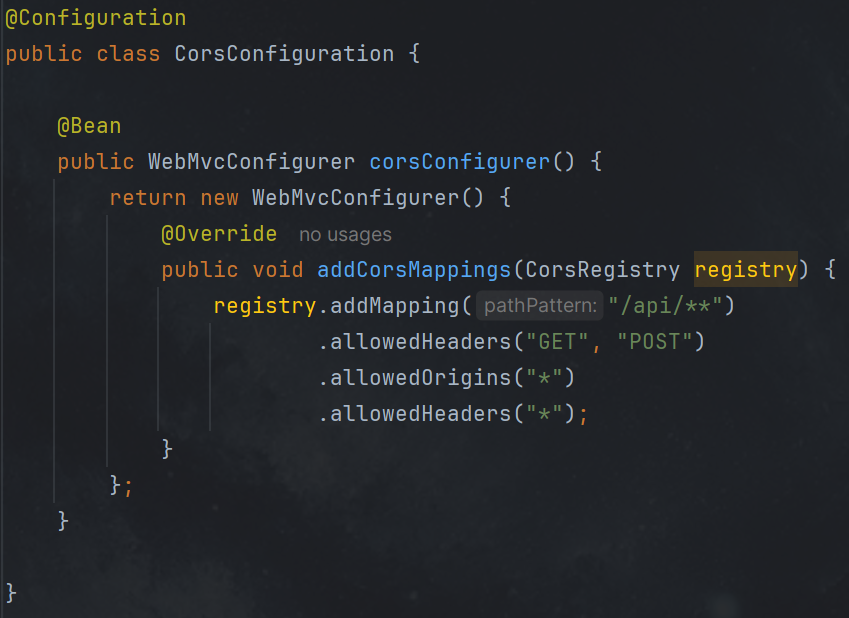 @Configuration
public class CorsConfiguration {
@Bean
public WebMvcConfigurer corsConfigurer() {
return new WebMvcConfigurer() {
@Override no usages
public void addCorsMappings(CorsRegistry registry) {
registry.addMapping( pathPattern: "/api/**")
.allowedHeaders("GET", "POST")
.allowedOrigins("*")
.allowedHeaders("*");
}
};
}
}